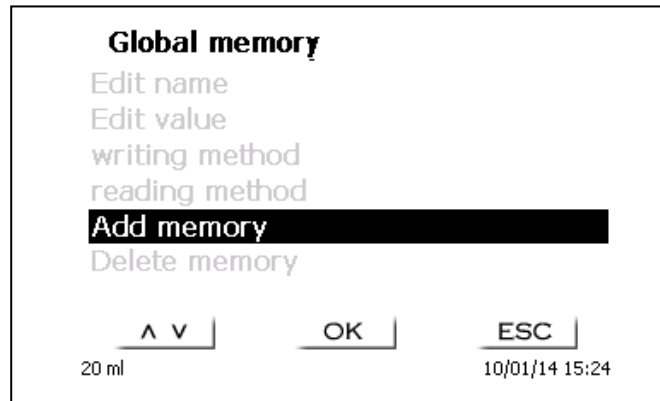 Global memory
Edit name
Edit value
writing method
reading method
Add memory
Delete memory
∧ ∨ OK ESC
20 ml 10/01/14 15:24